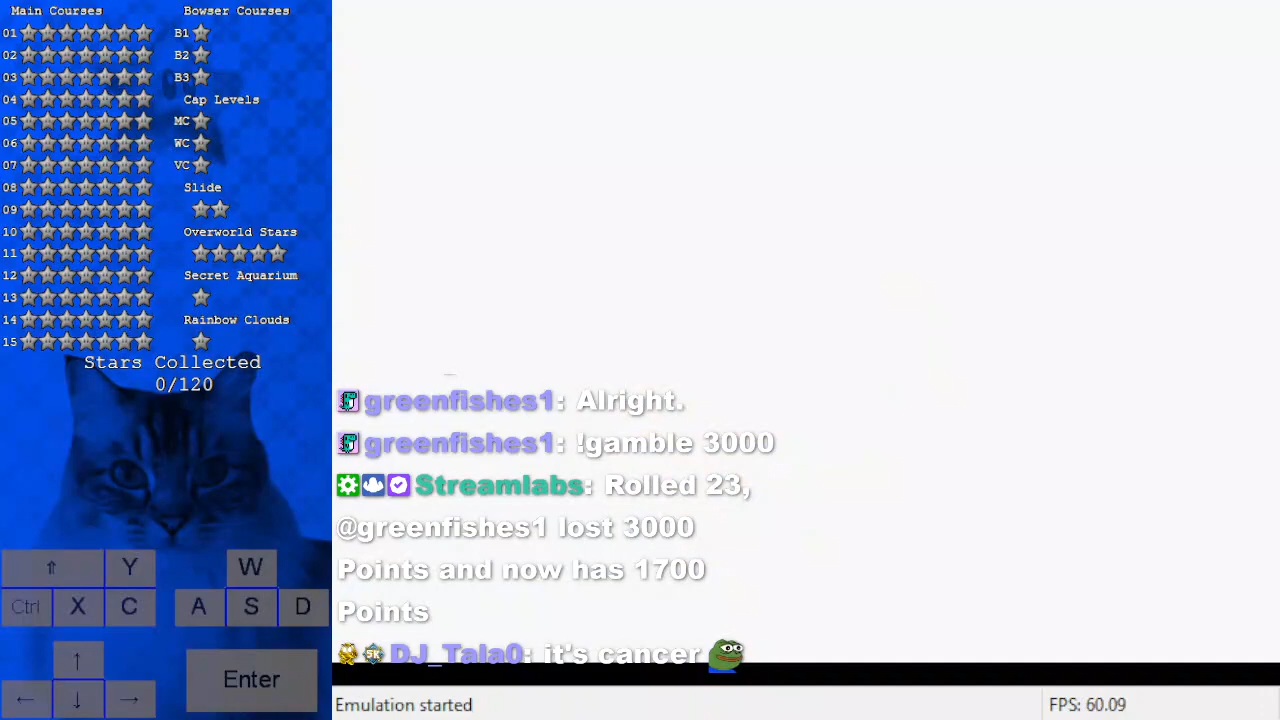 Main Courses
Bowser Courses
01
B1
02
B2
03
B3
04
Cap Levels
05
MC
06
WC
07
VC
08
Slide
09
10
Overworld Stars
11
12
Secret Aquarium
13
14
Rainbow Clouds
15
Stars Collected
0/120
greenfishes1: Alright.
greenfishes1: !gamble 3000
Streamlabs: Rolled 23,
@greenfishes1 lost 3000
Points and now has 1700
Points
5K DJ_Tala0: it's cancer
⇑ Y W
Ctrl X C A S D
↑
Enter
← ↓ →
Emulation started
FPS: 60.09